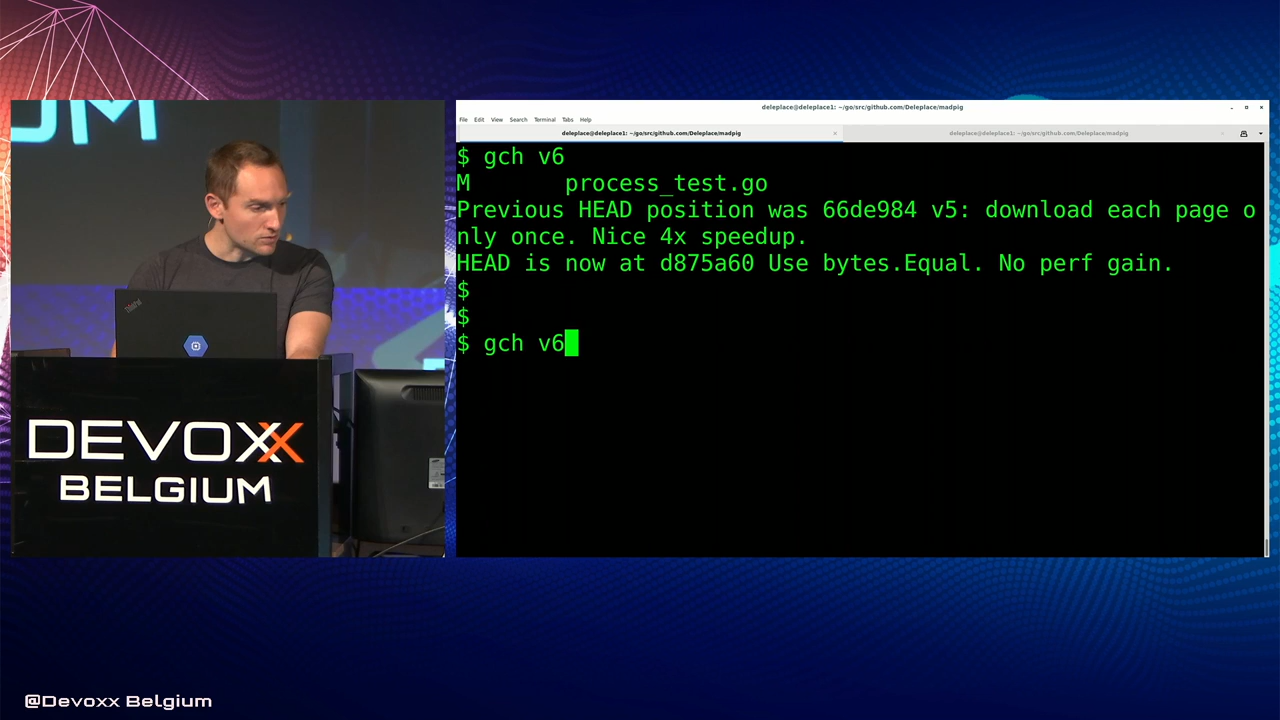 UM
ThinkPad
DEVOXX
BELGIUM
deleplace@deleplace1: ~/go/src/github.com/Deleplace/madpig
File Edit View Search Terminal Tabs Help
deleplace@deleplace1: ~/go/src/github.com/Deleplace/madpig
deleplace@deleplace1: ~/go/src/github.com/Deleplace/madpig
$ gch v6
M process_test.go
Previous HEAD position was 66de984 v5: download each page o
nly once. Nice 4x speedup.
HEAD is now at d875a60 Use bytes.Equal. No perf gain.
$
$
$ gch v6
@Devoxx Belgium